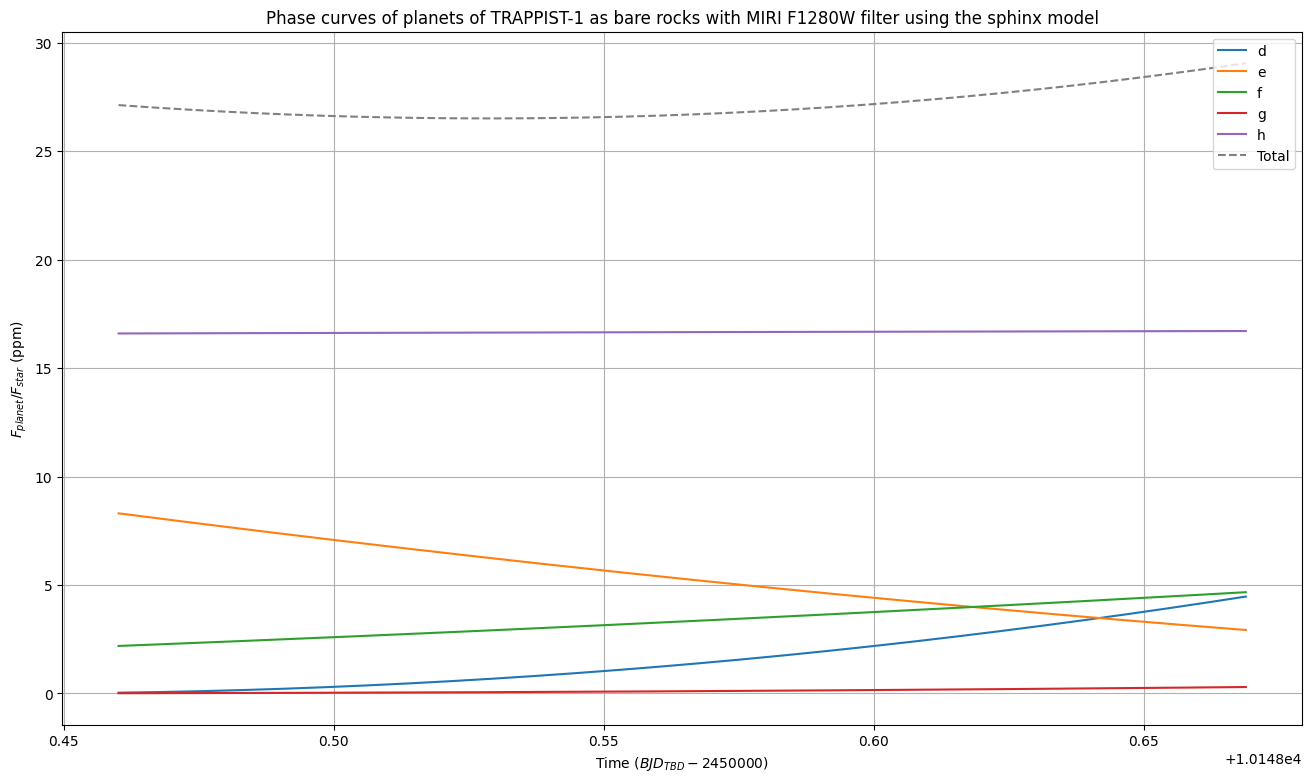 Phase curves of planets of TRAPPIST-1 as bare rocks with MIRI F1280W filter using the sphinx model
30
25
20
15
10
5
0
F_planet/F_star (ppm)
d
e
f
g
h
Total
0.45
0.50
0.55
0.60
0.65
+1.0148e4
Time (BJD_TBD − 2450000)